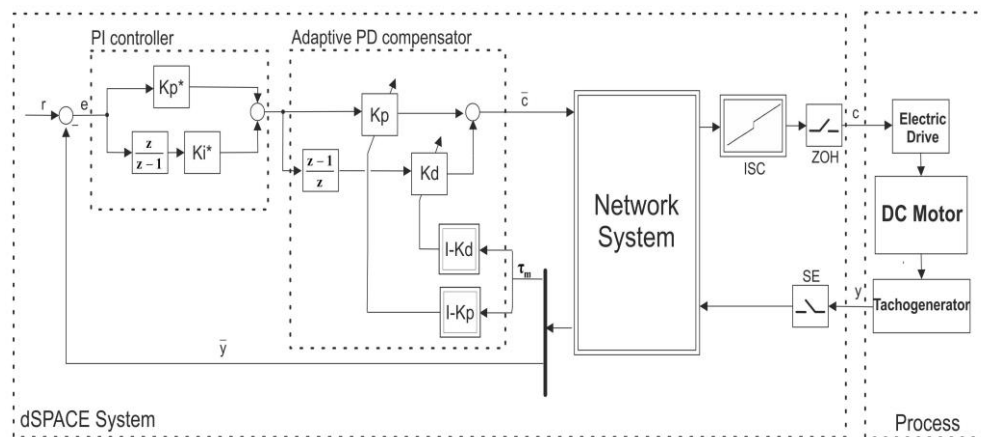 PI controller
Adaptive PD compensator
r
e
–
Kp*
z
z−1
Ki*
Kp
z−1
z
Kd
c̄
I-Kd
τm
I-Kp
ȳ
Network
System
ISC
ZOH
c
Electric
Drive
DC Motor
SE
y
Tachogenerator
dSPACE System
Process